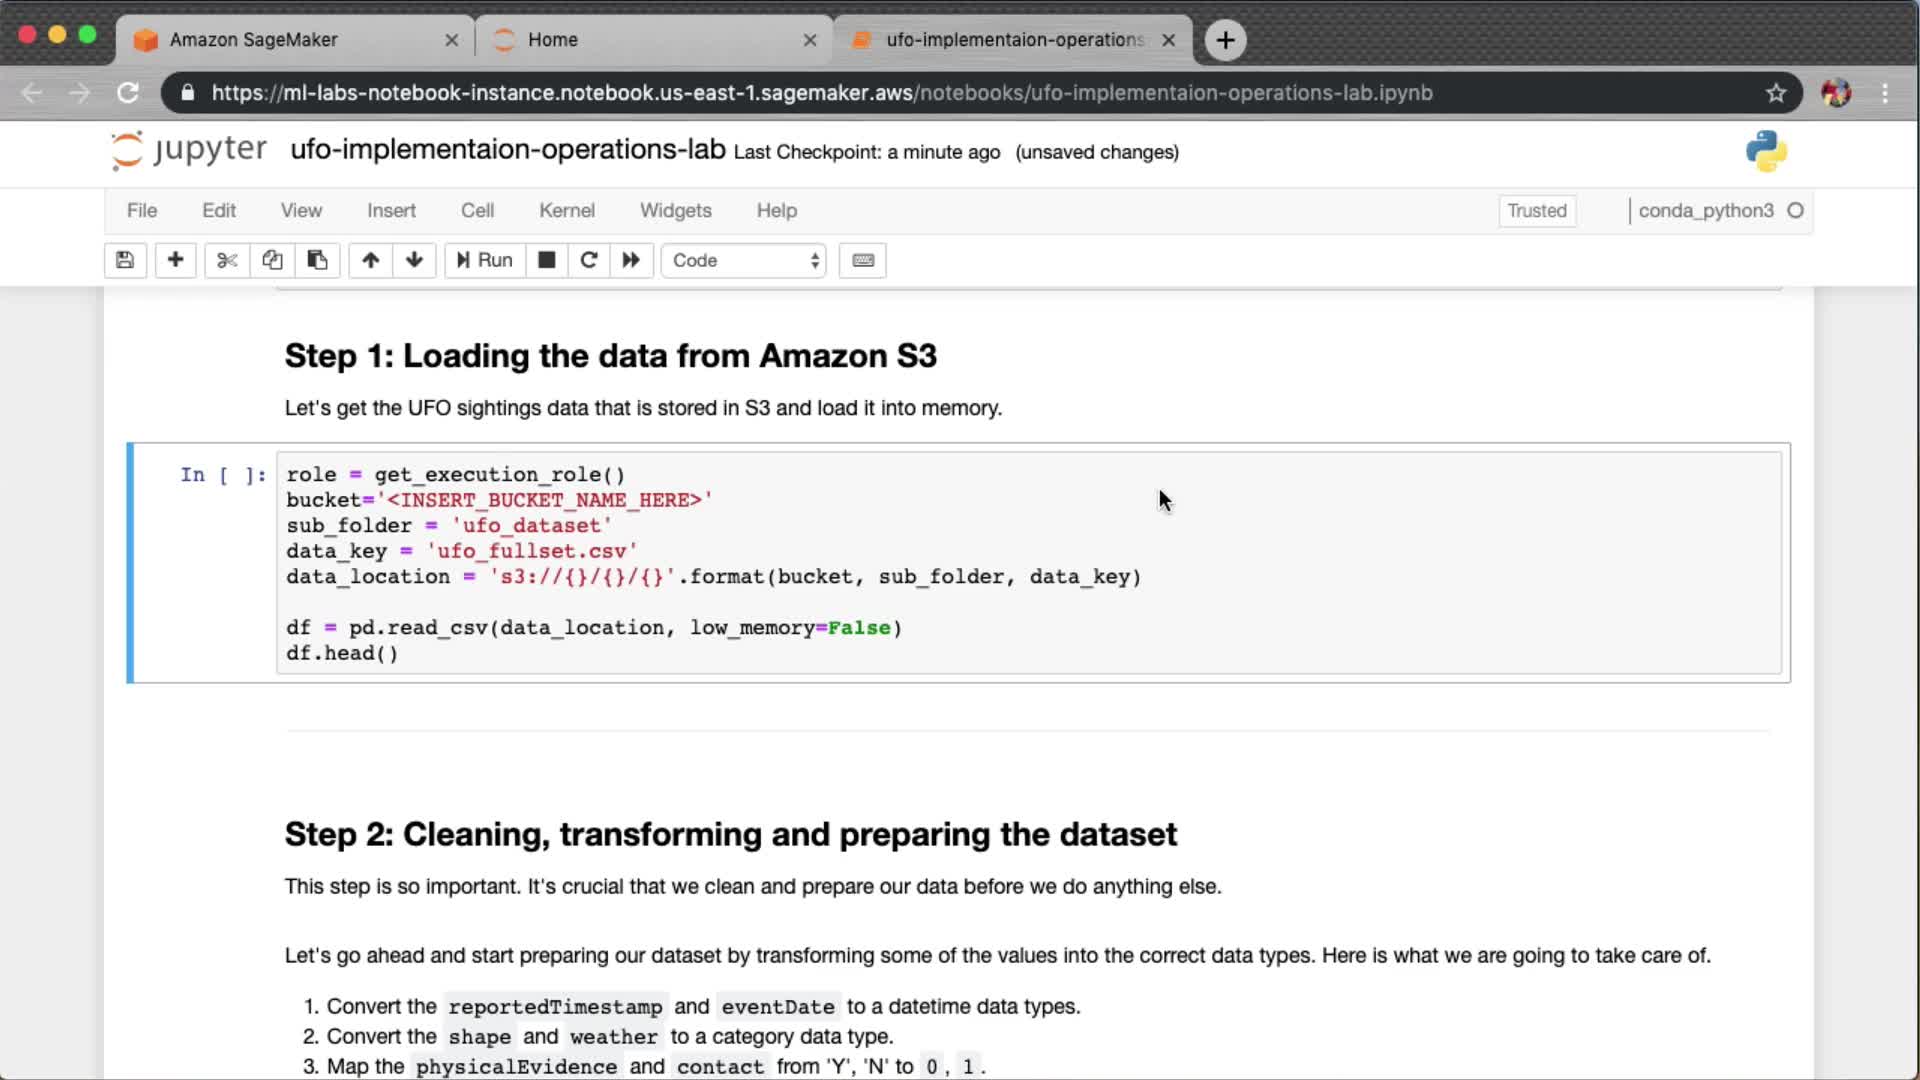 Amazon SageMaker
Home
ufo-implementaion-operations
https://ml-labs-notebook-instance.notebook.us-east-1.sagemaker.aws/notebooks/ufo-implementaion-operations-lab.ipynb
jupyter ufo-implementaion-operations-lab Last Checkpoint: a minute ago (unsaved changes)
File Edit View Insert Cell Kernel Widgets Help Trusted conda_python3
Run Code
Step 1: Loading the data from Amazon S3
Let's get the UFO sightings data that is stored in S3 and load it into memory.
In [ ]: role = get_execution_role()
bucket='<INSERT_BUCKET_NAME_HERE>'
sub_folder = 'ufo_dataset'
data_key = 'ufo_fullset.csv'
data_location = 's3://{}/{}/{}'.format(bucket, sub_folder, data_key)
df = pd.read_csv(data_location, low_memory=False)
df.head()
Step 2: Cleaning, transforming and preparing the dataset
This step is so important. It's crucial that we clean and prepare our data before we do anything else.
Let's go ahead and start preparing our dataset by transforming some of the values into the correct data types. Here is what we are going to take care of.
1. Convert the reportedTimestamp and eventDate to a datetime data types.
2. Convert the shape and weather to a category data type.
3. Map the physicalEvidence and contact from 'Y', 'N' to 0, 1.